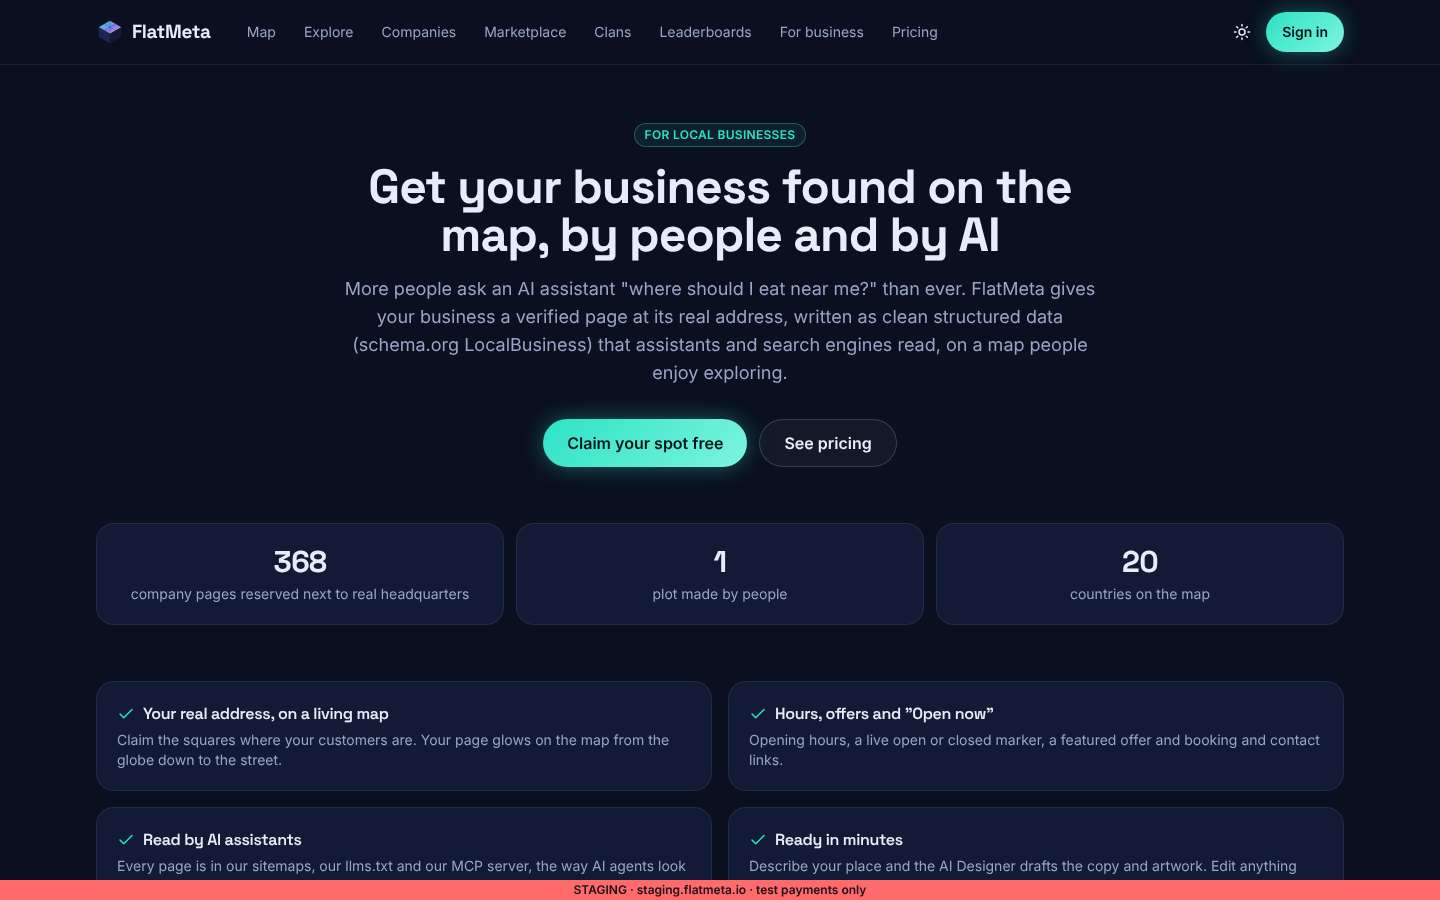 FlatMeta
Map
Explore
Companies
Marketplace
Clans
Leaderboards
For business
Pricing
Sign in
FOR LOCAL BUSINESSES
Get your business found on the
map, by people and by AI
More people ask an AI assistant "where should I eat near me?" than ever. FlatMeta gives
your business a verified page at its real address, written as clean structured data
(schema.org LocalBusiness) that assistants and search engines read, on a map people
enjoy exploring.
Claim your spot free
See pricing
368
company pages reserved next to real headquarters
1
plot made by people
20
countries on the map
Your real address, on a living map
Claim the squares where your customers are. Your page glows on the map from the
globe down to the street.
Hours, offers and "Open now"
Opening hours, a live open or closed marker, a featured offer and booking and contact
links.
Read by AI assistants
Every page is in our sitemaps, our llms.txt and our MCP server, the way AI agents look
Ready in minutes
Describe your place and the AI Designer drafts the copy and artwork. Edit anything
STAGING · staging.flatmeta.io · test payments only